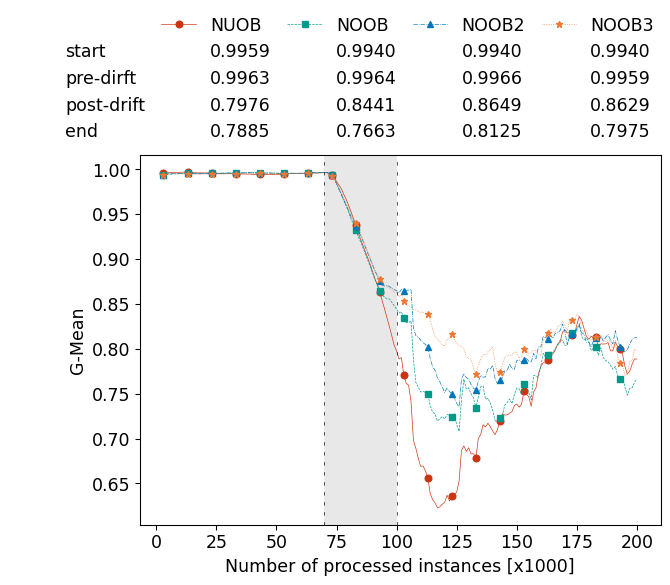 NUOB NOOB NOOB2 NOOB3
start 0.9959 0.9940 0.9940 0.9940
pre-dirft 0.9963 0.9964 0.9966 0.9959
post-drift 0.7976 0.8441 0.8649 0.8629
end 0.7885 0.7663 0.8125 0.7975
1.00
0.95
0.90
0.85
0.80
0.75
0.70
0.65
G-Mean
0 25 50 75 100 125 150 175 200
Number of processed instances [x1000]